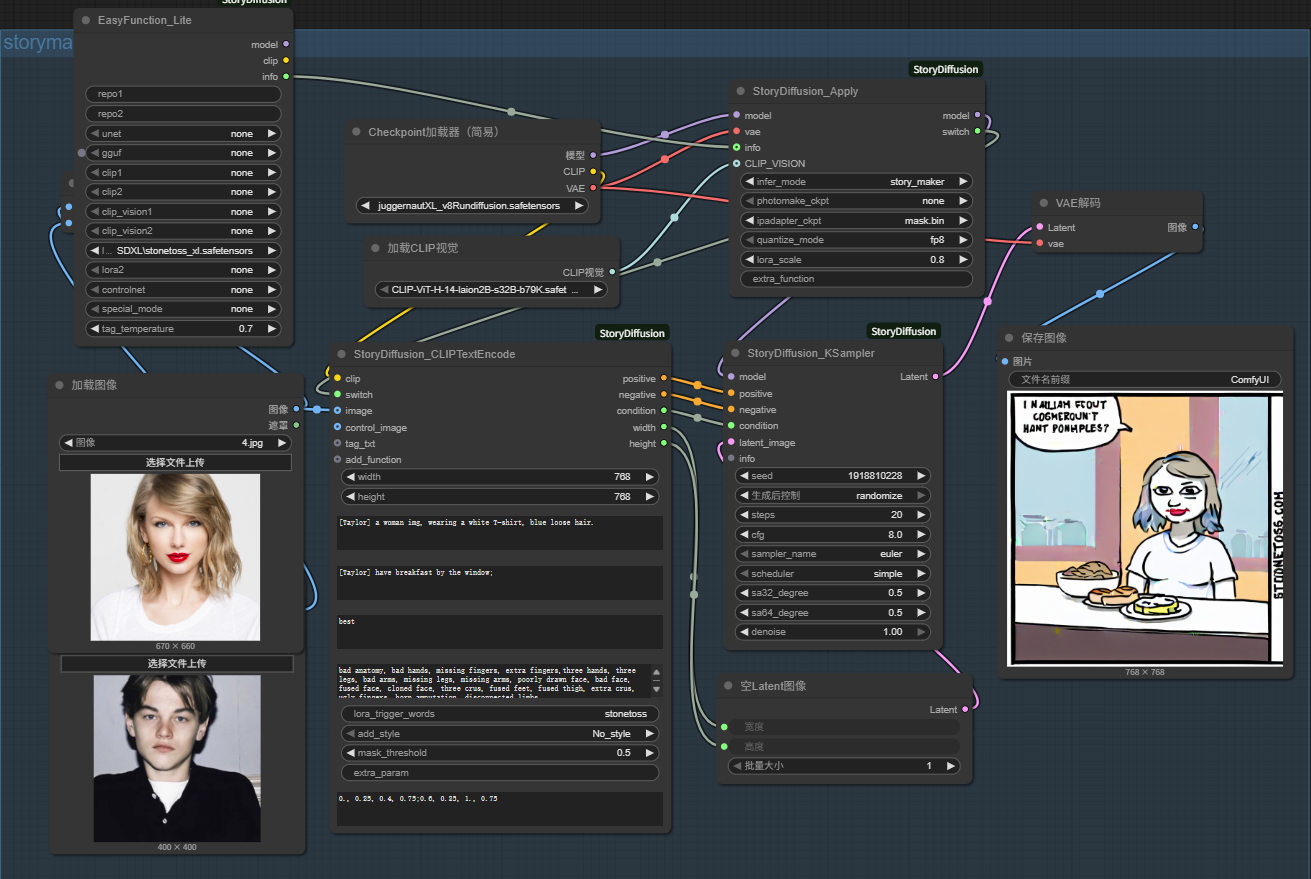 StoryDiffusion
storyma
EasyFunction_Lite
model
clip
info
repo1
repo2
unet none
gguf none
clip1 none
clip2 none
clip_vision1 none
clip_vision2 none
l... SDXL\stonetoss_xl.safetensors
lora2 none
controlnet none
special_mode none
tag_temperature 0.7
Checkpoint加载器（简易）
模型
CLIP
VAE
juggernautXL_v8Rundiffusion.safetensors
加载CLIP视觉
CLIP视觉
CLIP-ViT-H-14-laion2B-s32B-b79K.safet ...
StoryDiffusion
StoryDiffusion_Apply
model model
vae switch
info
CLIP_VISION
infer_mode story_maker
photomake_ckpt none
ipadapter_ckpt mask.bin
quantize_mode fp8
lora_scale 0.8
extra_function
VAE解码
Latent 图像
vae
加载图像
图像
遮罩
图像 4.jpg
选择文件上传
670 × 660
选择文件上传
400 × 400
StoryDiffusion
StoryDiffusion_CLIPTextEncode
clip positive
switch negative
image condition
control_image width
tag_txt height
add_function
width 768
height 768
[Taylor] a woman img, wearing a white T-shirt, blue loose hair.
[Taylor] have breakfast by the window;
best
bad anatomy, bad hands, missing fingers, extra fingers,three hands, three
legs, bad arms, missing legs, missing arms, poorly drawn face, bad face,
fused face, cloned face, three crus, fused feet, fused thigh, extra crus,
ugly fingers, horn amputation, disconnected limbs
lora_trigger_words stonetoss
add_style No_style
mask_threshold 0.5
extra_param
0., 0.25, 0.4, 0.75;0.6, 0.25, 1., 0.75
StoryDiffusion
StoryDiffusion_KSampler
model Latent
positive
negative
condition
latent_image
info
seed 1918810228
生成后控制 randomize
steps 20
cfg 8.0
sampler_name euler
scheduler simple
sa32_degree 0.5
sa64_degree 0.5
denoise 1.00
空Latent图像
Latent
宽度
高度
批量大小 1
保存图像
图片
文件名前缀 ComfyUI
768 × 768